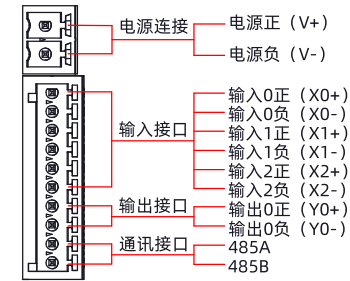 电源连接
电源正（V+）
电源负（V-）
输入接口
输入0正（X0+）
输入0负（X0-）
输入1正（X1+）
输入1负（X1-）
输入2正（X2+）
输入2负（X2-）
输出接口
输出0正（Y0+）
输出0负（Y0-）
通讯接口
485A
485B